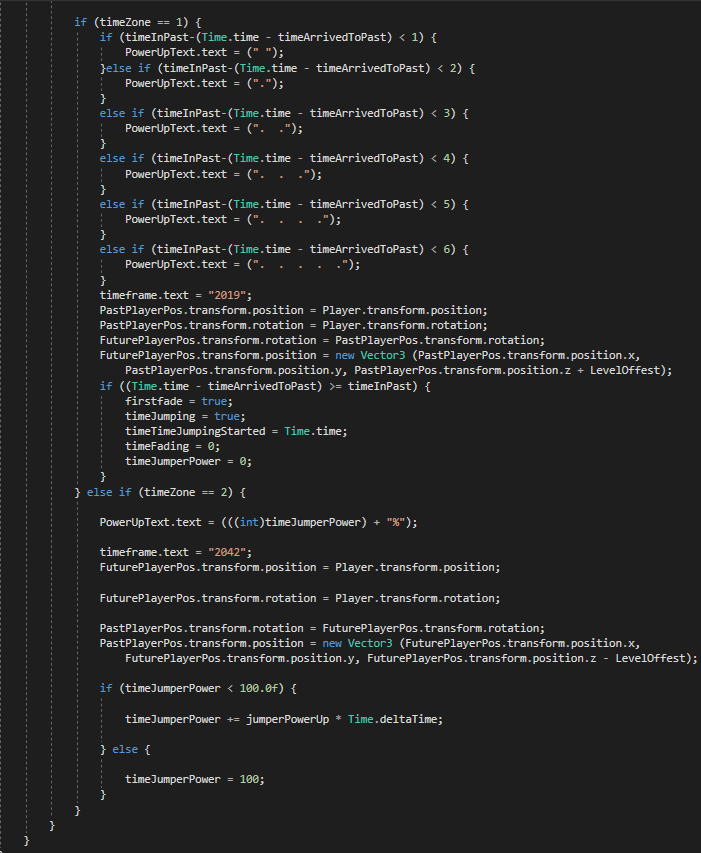 if (timeZone == 1) {
if (timeInPast-(Time.time - timeArrivedToPast) < 1) {
PowerUpText.text = (" ");
}else if (timeInPast-(Time.time - timeArrivedToPast) < 2) {
PowerUpText.text = (".");
}
else if (timeInPast-(Time.time - timeArrivedToPast) < 3) {
PowerUpText.text = (".  .");
}
else if (timeInPast-(Time.time - timeArrivedToPast) < 4) {
PowerUpText.text = (".  .  .");
}
else if (timeInPast-(Time.time - timeArrivedToPast) < 5) {
PowerUpText.text = (".  .  .  .");
}
else if (timeInPast-(Time.time - timeArrivedToPast) < 6) {
PowerUpText.text = (".  .  .  .  .");
}
timeframe.text = "2019";
PastPlayerPos.transform.position = Player.transform.position;
PastPlayerPos.transform.rotation = Player.transform.rotation;
FuturePlayerPos.transform.rotation = PastPlayerPos.transform.rotation;
FuturePlayerPos.transform.position = new Vector3 (PastPlayerPos.transform.position.x,
PastPlayerPos.transform.position.y, PastPlayerPos.transform.position.z + LevelOffest);
if ((Time.time - timeArrivedToPast) >= timeInPast) {
firstfade = true;
timeJumping = true;
timeTimeJumpingStarted = Time.time;
timeFading = 0;
timeJumperPower = 0;
}
} else if (timeZone == 2) {
PowerUpText.text = (((int)timeJumperPower) + "%");
timeframe.text = "2042";
FuturePlayerPos.transform.position = Player.transform.position;
FuturePlayerPos.transform.rotation = Player.transform.rotation;
PastPlayerPos.transform.rotation = FuturePlayerPos.transform.rotation;
PastPlayerPos.transform.position = new Vector3 (FuturePlayerPos.transform.position.x,
FuturePlayerPos.transform.position.y, FuturePlayerPos.transform.position.z - LevelOffest);
if (timeJumperPower < 100.0f) {
timeJumperPower += jumperPowerUp * Time.deltaTime;
} else {
timeJumperPower = 100;
}
}
}
}